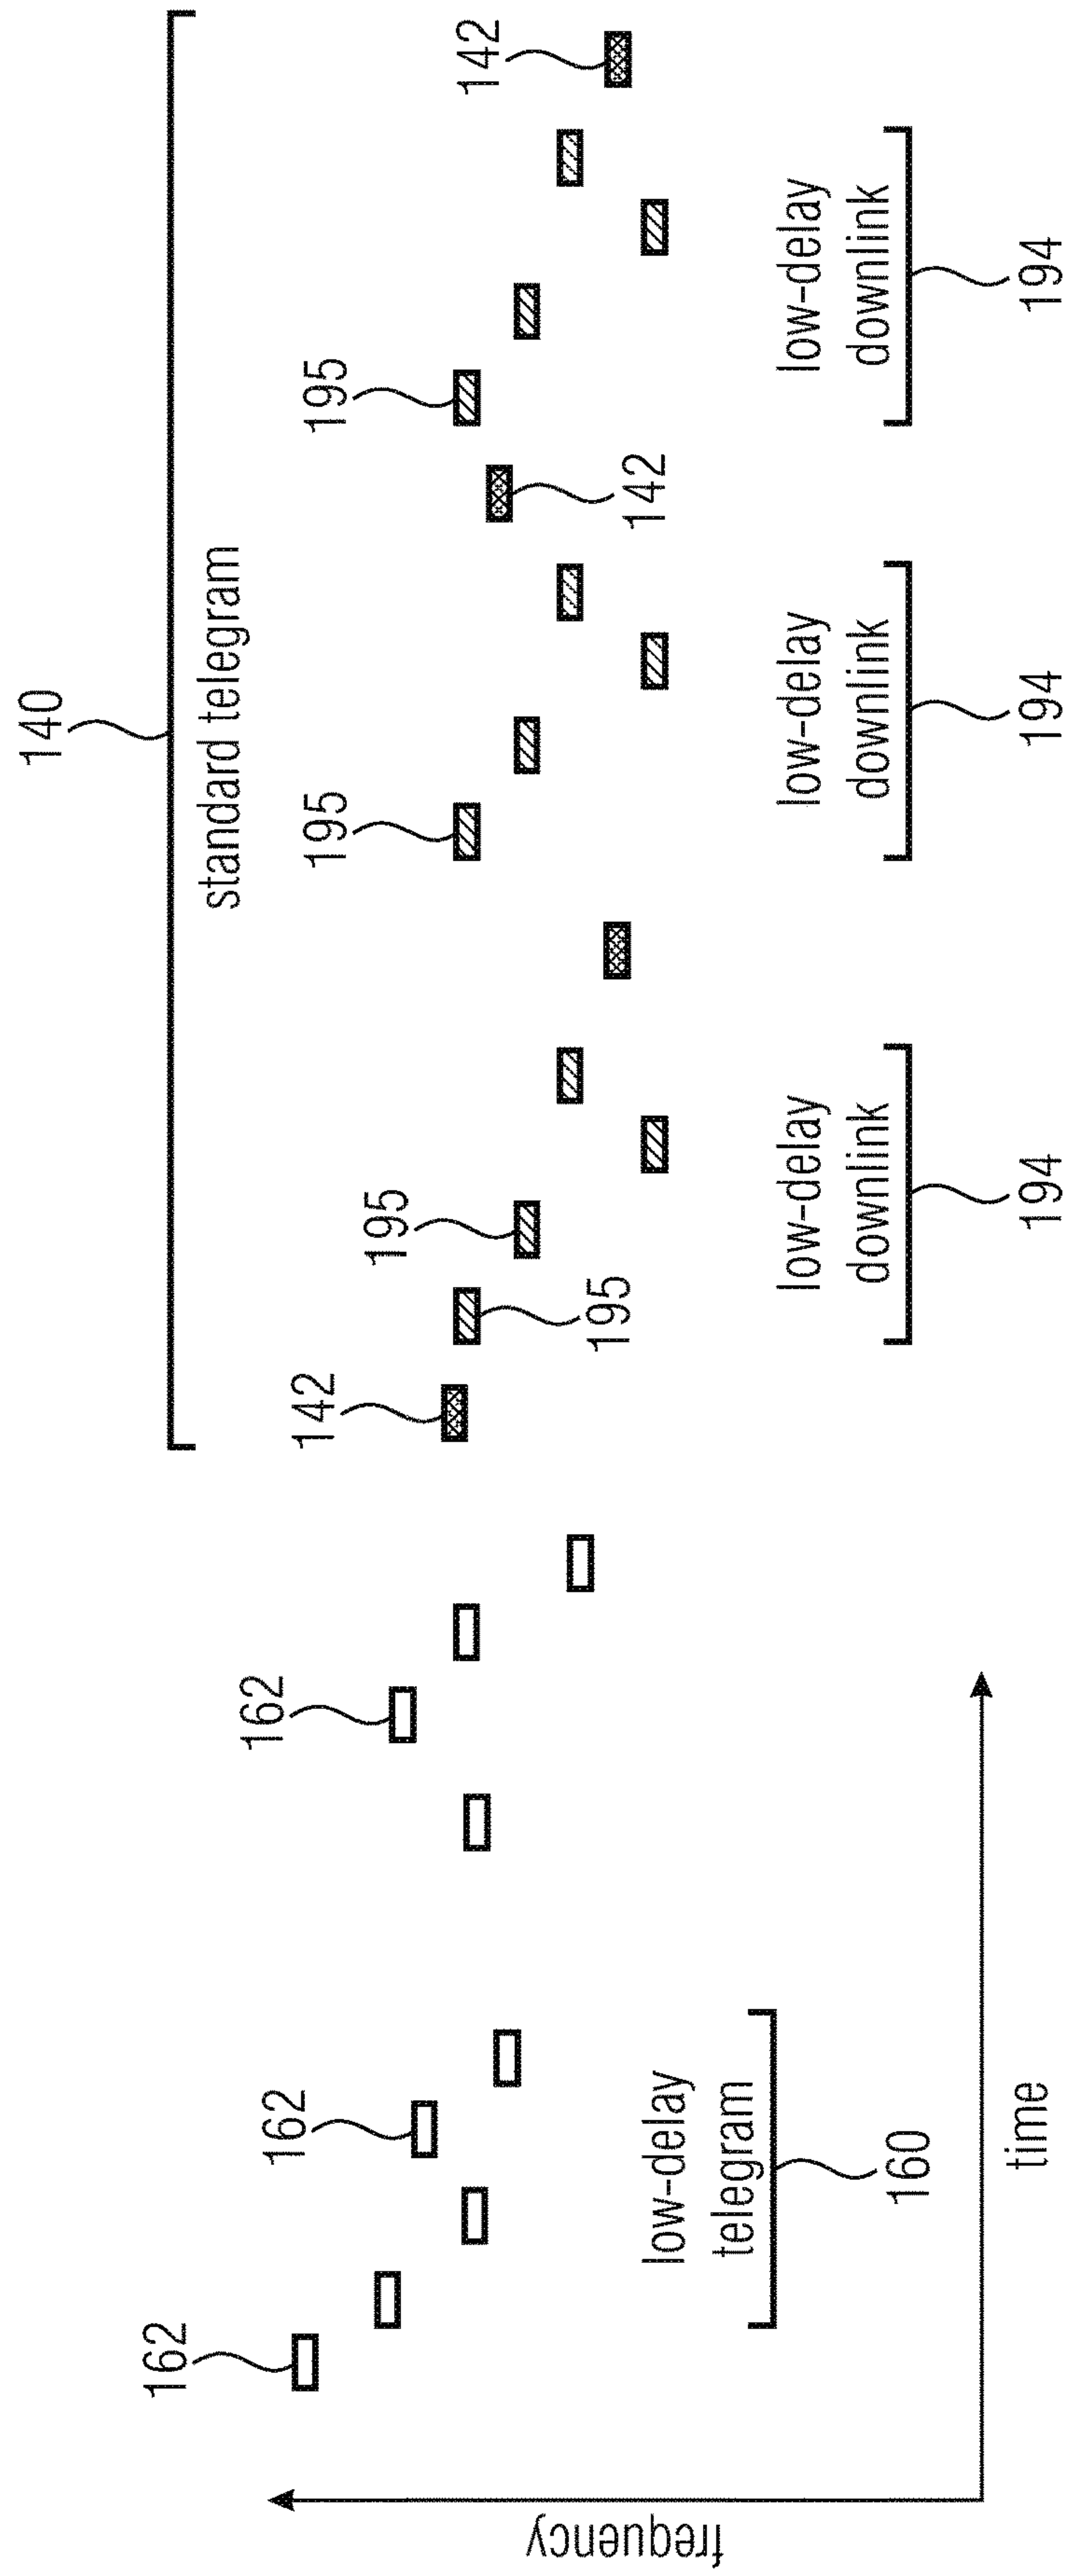 140
standard telegram
162
162
162
142
195
195
195
195
142
142
low-delay
telegram
160
low-delay
downlink
194
low-delay
downlink
194
low-delay
downlink
194
frequency
time